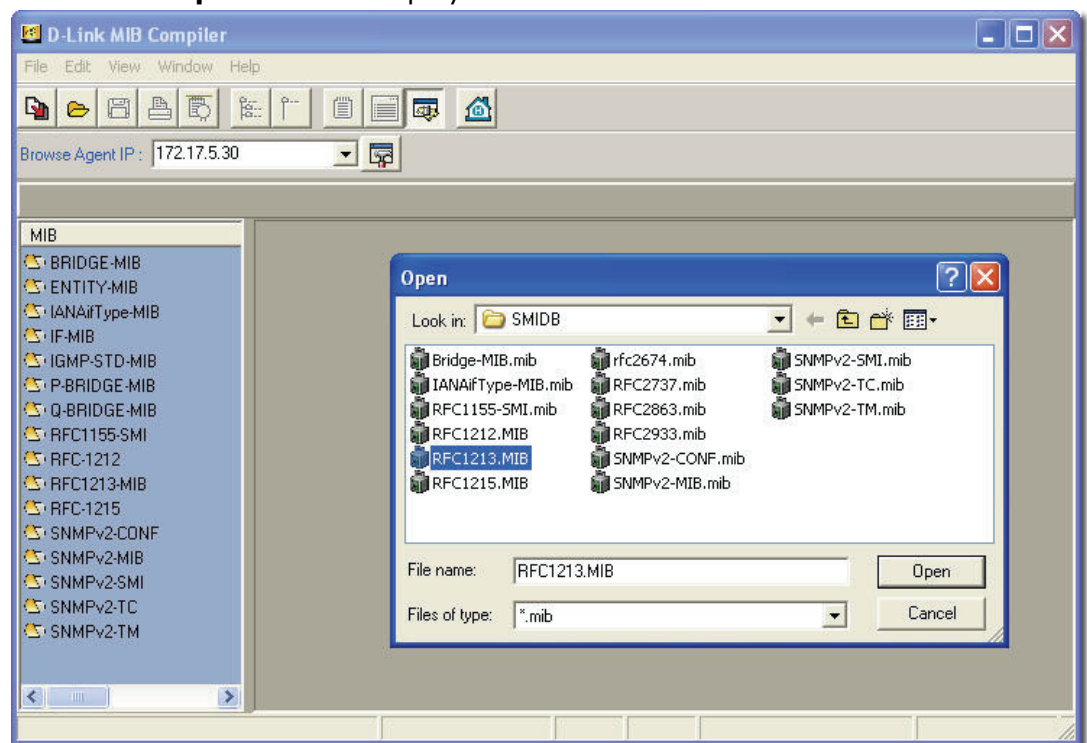 D-Link MIB Compiler
File Edit View Window Help
Browse Agent IP : 172.17.5.30
MIB
BRIDGE-MIB
ENTITY-MIB
IANAifType-MIB
IF-MIB
IGMP-STD-MIB
P-BRIDGE-MIB
Q-BRIDGE-MIB
RFC1155-SMI
RFC-1212
RFC1213-MIB
RFC-1215
SNMPv2-CONF
SNMPv2-MIB
SNMPv2-SMI
SNMPv2-TC
SNMPv2-TM
Open
Look in: SMIDB
Bridge-MIB.mib
IANAifType-MIB.mib
RFC1155-SMI.mib
RFC1212.MIB
RFC1213.MIB
RFC1215.MIB
rfc2674.mib
RFC2737.mib
RFC2863.mib
RFC2933.mib
SNMPv2-CONF.mib
SNMPv2-MIB.mib
SNMPv2-SMI.mib
SNMPv2-TC.mib
SNMPv2-TM.mib
File name: RFC1213.MIB
Open
Files of type: *.mib
Cancel